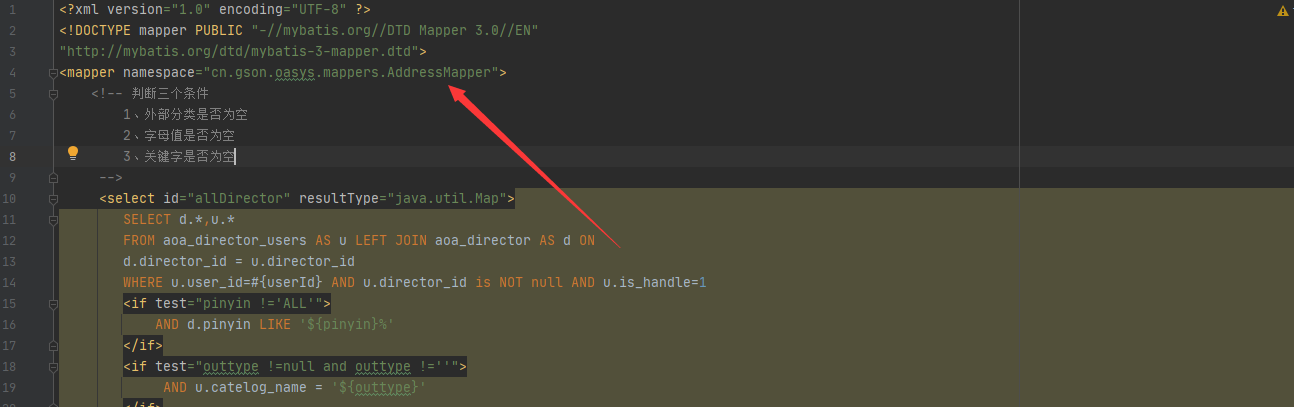 1 <?xml version="1.0" encoding="UTF-8" ?>
2 <!DOCTYPE mapper PUBLIC "-//mybatis.org//DTD Mapper 3.0//EN"
3 "http://mybatis.org/dtd/mybatis-3-mapper.dtd">
4 <mapper namespace="cn.gson.oasys.mappers.AddressMapper">
5 <!-- 判断三个条件
6 1、外部分类是否为空
7 2、字母值是否为空
8 3、关键字是否为空
9 -->
10 <select id="allDirector" resultType="java.util.Map">
11 SELECT d.*,u.*
12 FROM aoa_director_users AS u LEFT JOIN aoa_director AS d ON
13 d.director_id = u.director_id
14 WHERE u.user_id=#{userId} AND u.director_id is NOT null AND u.is_handle=1
15 <if test="pinyin !='ALL'">
16 AND d.pinyin LIKE '${pinyin}%'
17 </if>
18 <if test="outtype !=null and outtype !=''">
19 AND u.catelog_name = '${outtype}'
20 </if>